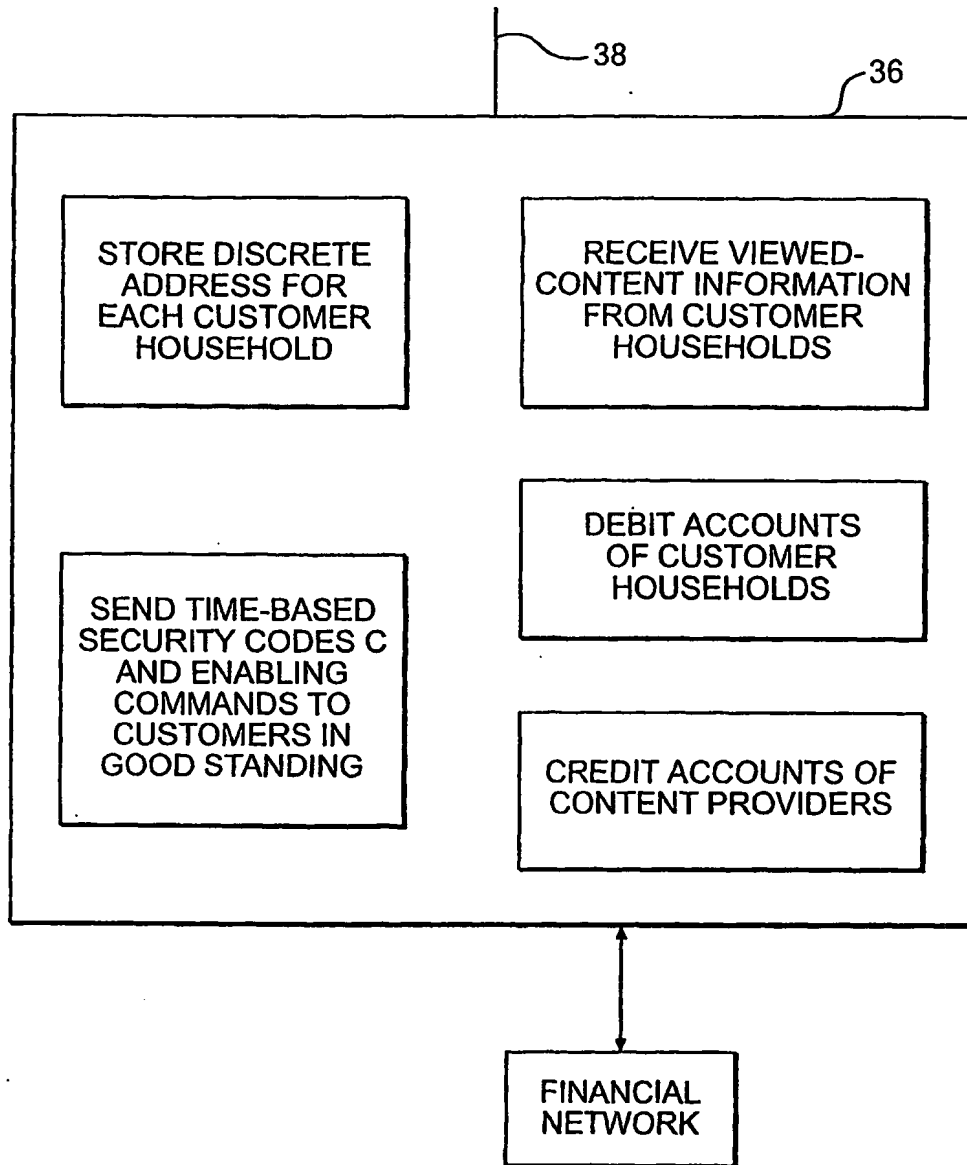 38
36
STORE DISCRETE
ADDRESS FOR
EACH CUSTOMER
HOUSEHOLD
RECEIVE VIEWED-
CONTENT INFORMATION
FROM CUSTOMER
HOUSEHOLDS
DEBIT ACCOUNTS
OF CUSTOMER
HOUSEHOLDS
SEND TIME-BASED
SECURITY CODES C
AND ENABLING
COMMANDS TO
CUSTOMERS IN
GOOD STANDING
CREDIT ACCOUNTS OF
CONTENT PROVIDERS
FINANCIAL
NETWORK